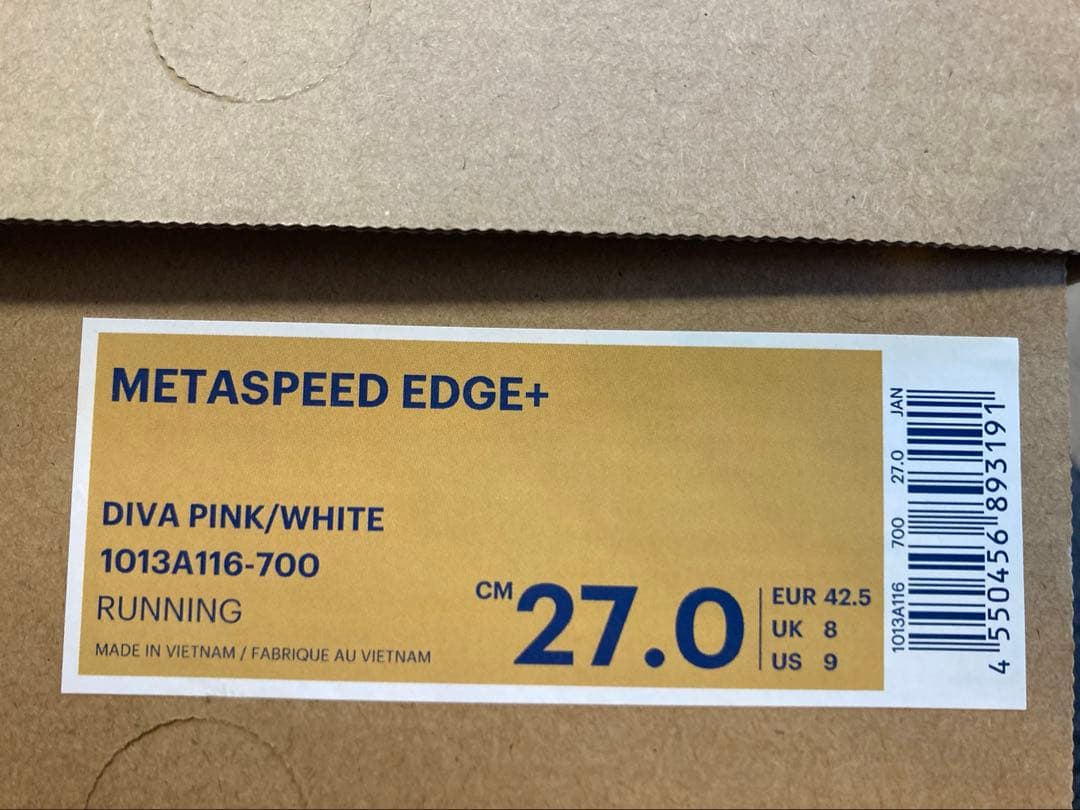 METASPEED EDGE+
DIVA PINK/WHITE
1013A116-700
RUNNING
MADE IN VIETNAM / FABRIQUE AU VIETNAM
CM 27.0
EUR 42.5
UK 8
US 9
1013A116 700 27.0 JAN
4 550456 893191